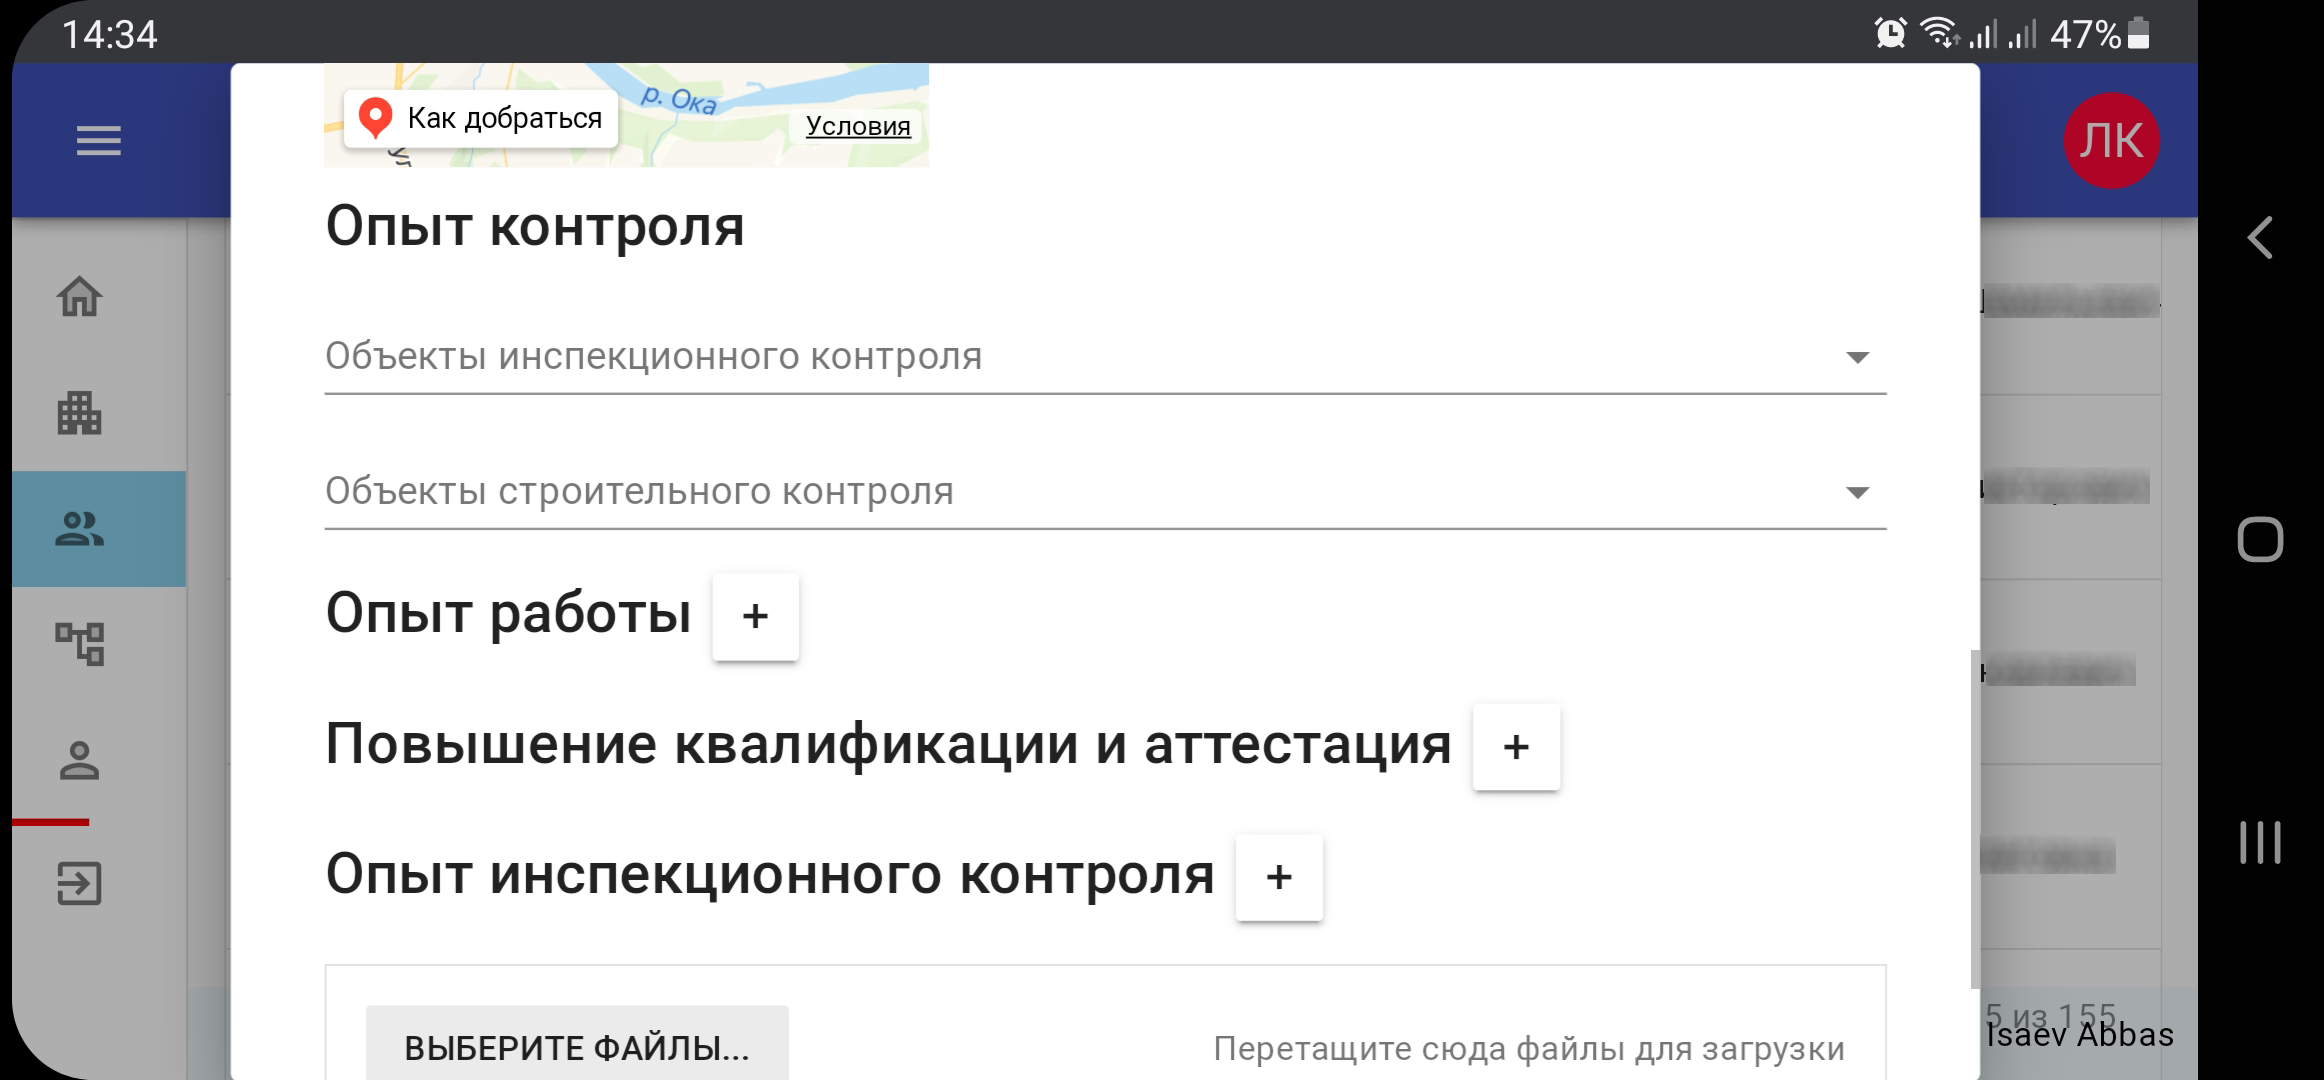 14:34
47%
р. Ока
Как добраться
Условия
ул
ЛК
Опыт контроля
Объекты инспекционного контроля
Объекты строительного контроля
Опыт работы +
Повышение квалификации и аттестация +
Опыт инспекционного контроля +
ВЫБЕРИТЕ ФАЙЛЫ...
Перетащите сюда файлы для загрузки
5 из 155
Isaev Abbas